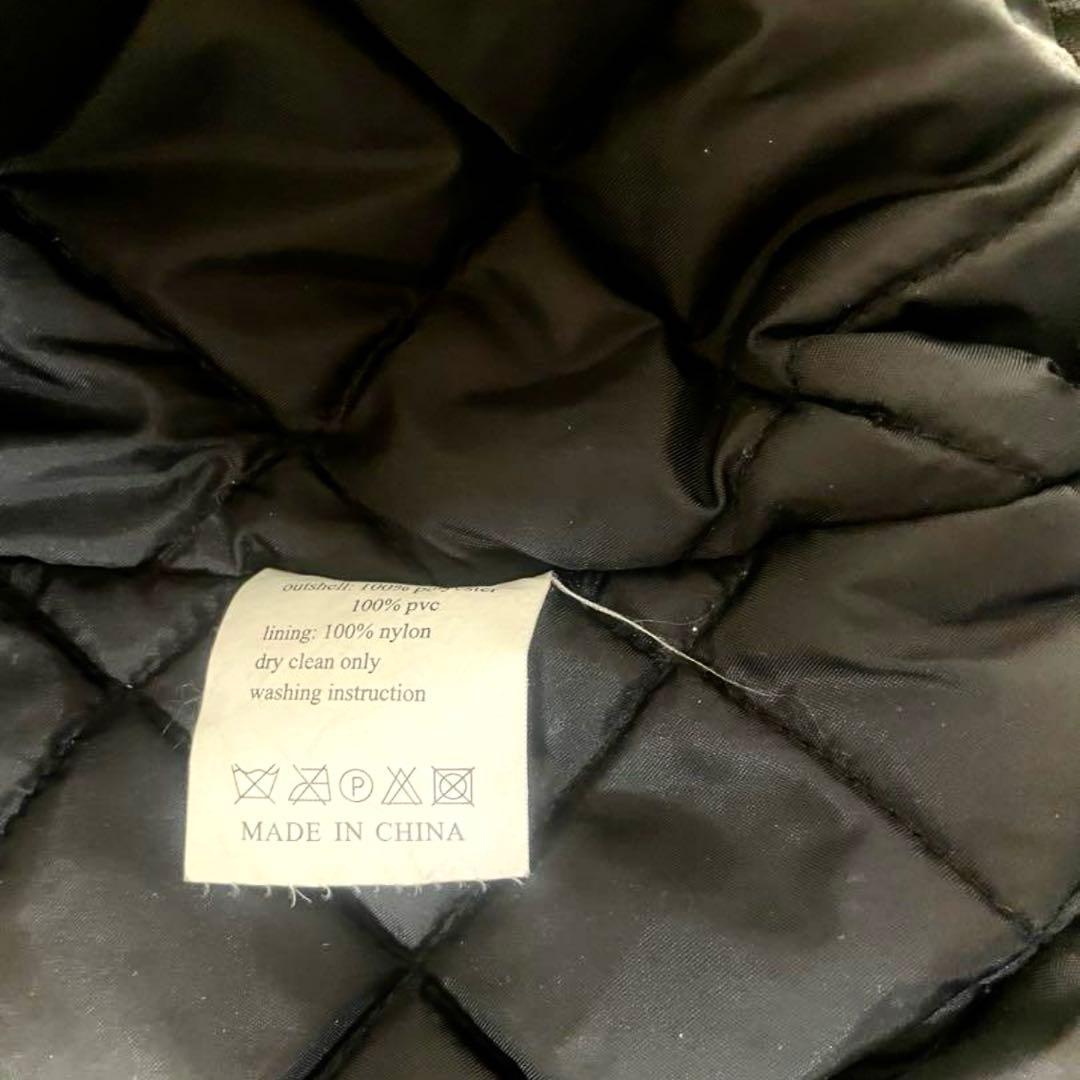 outshell: 100% polyester
100% pvc
lining: 100% nylon
dry clean only
washing instruction
P
MADE IN CHINA